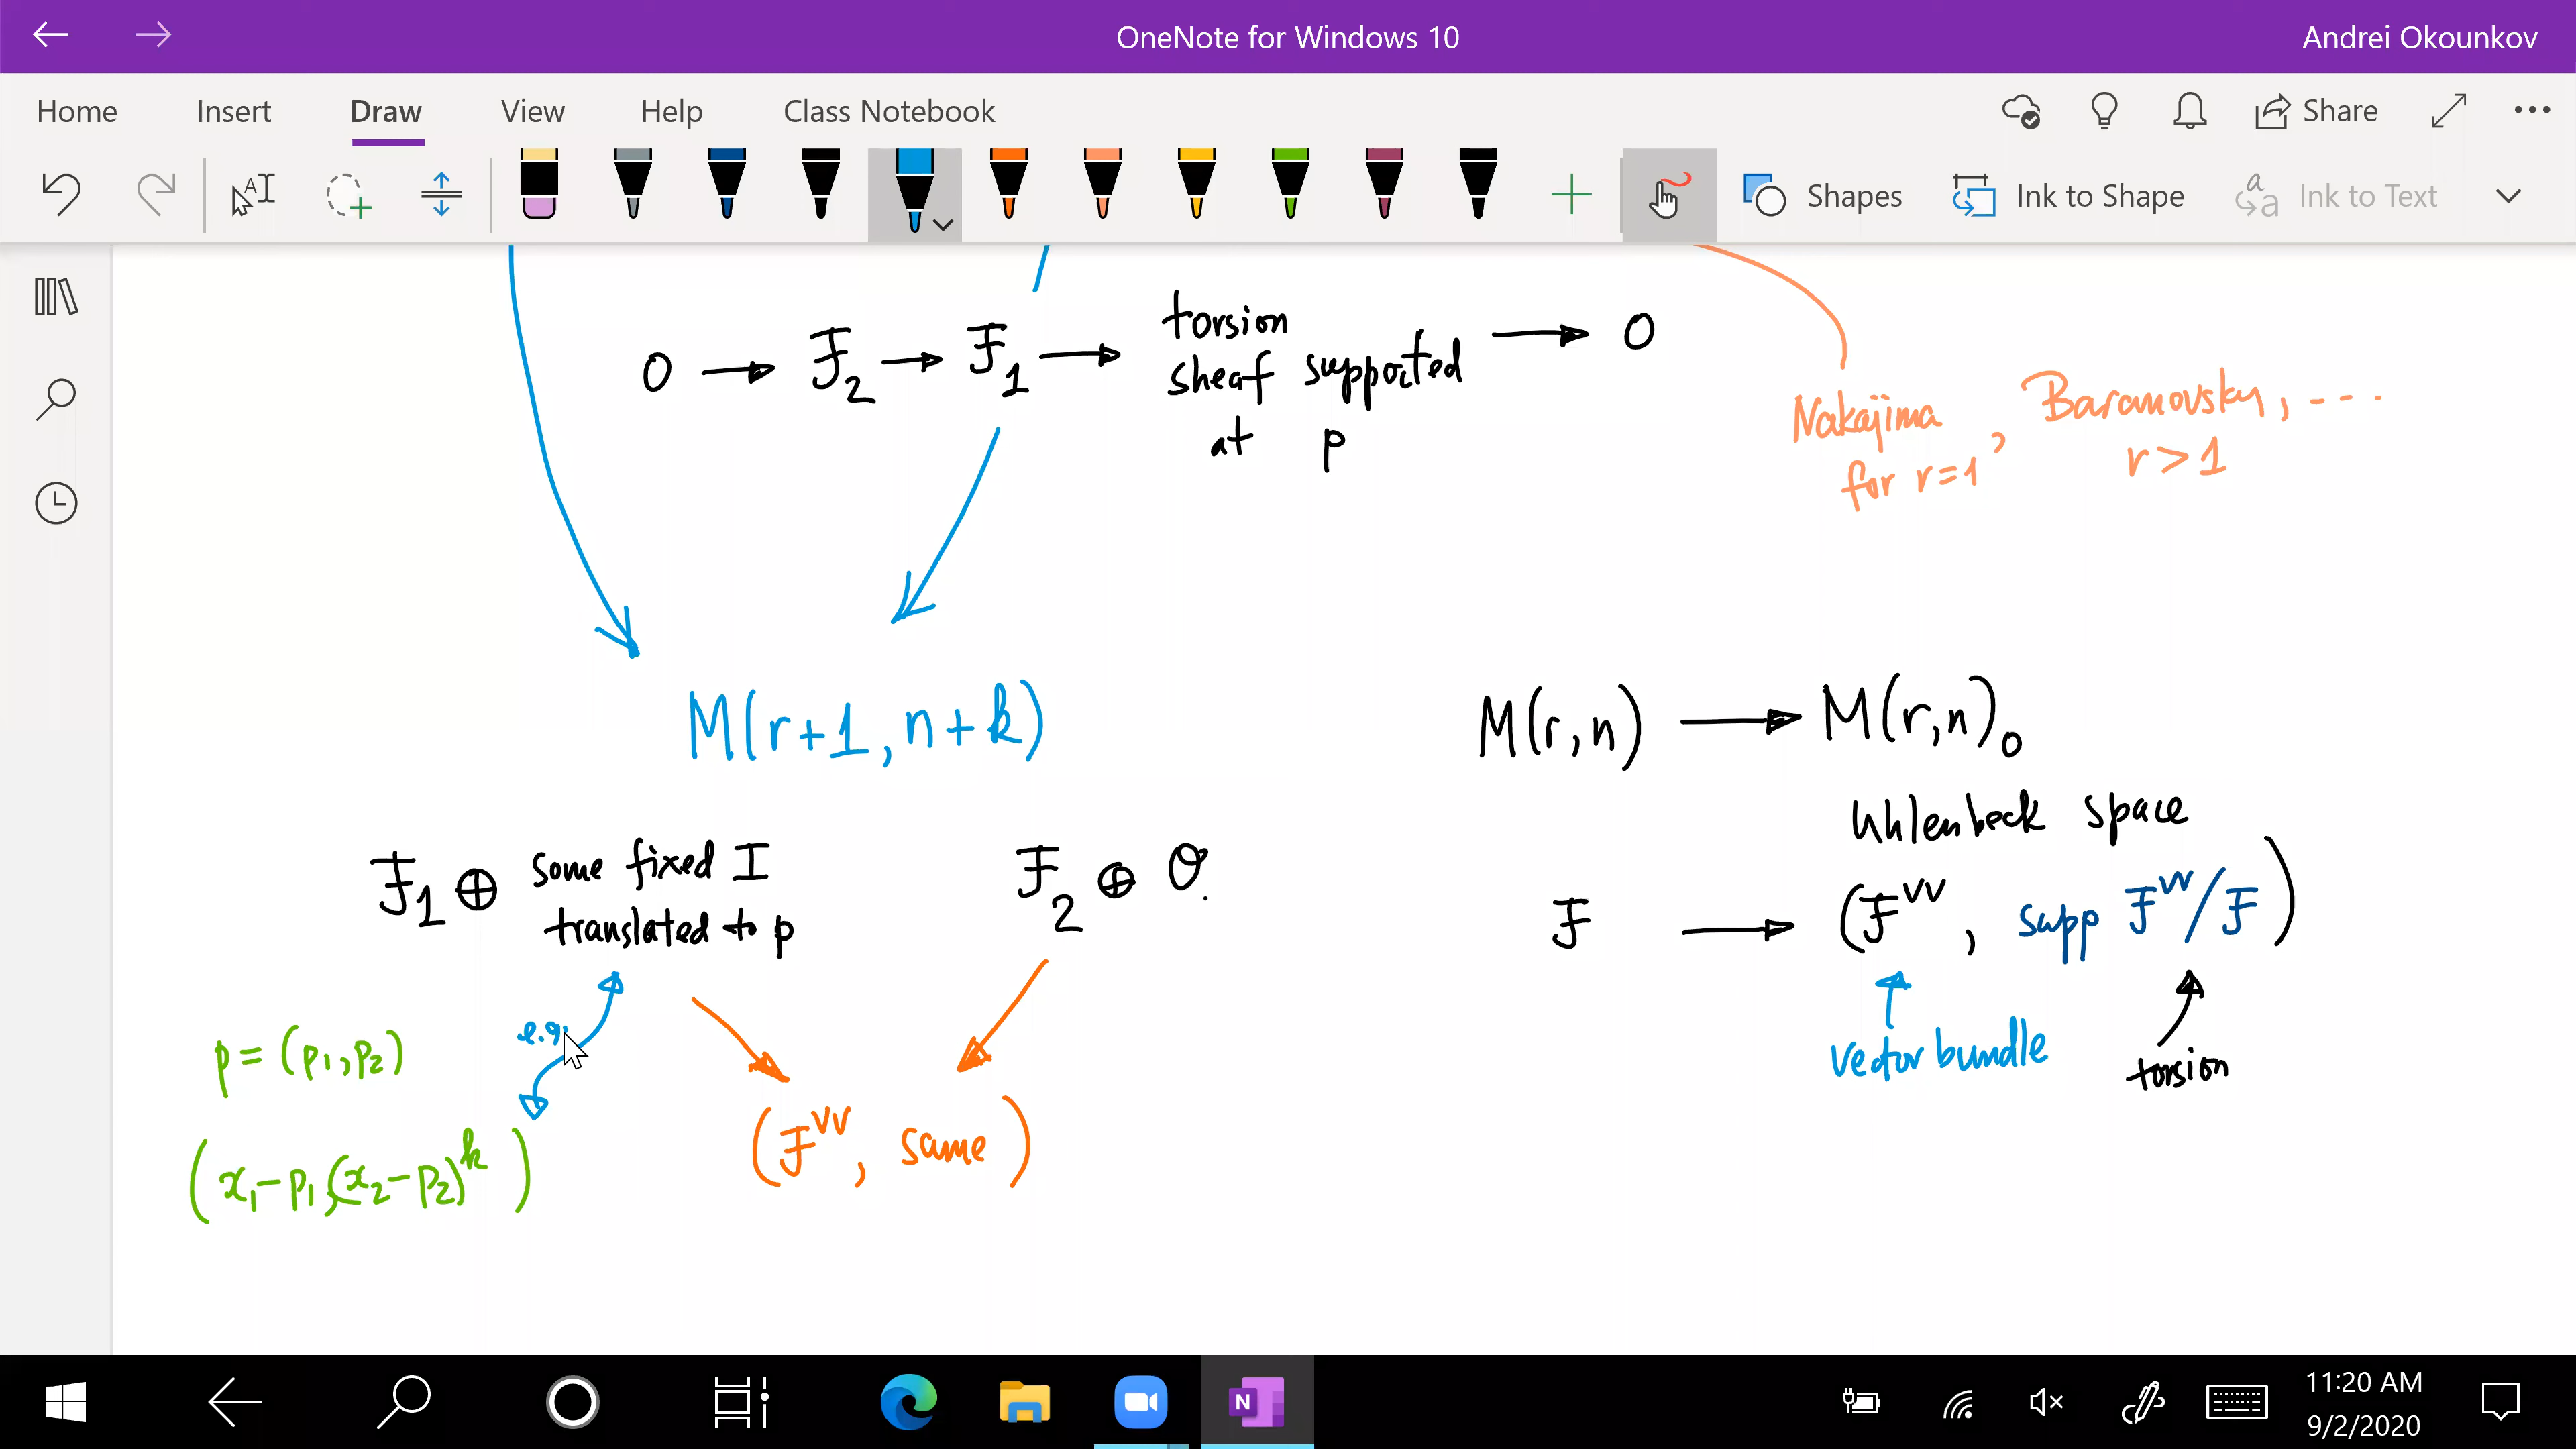 OneNote for Windows 10
Andrei Okounkov
Home Insert Draw View Help Class Notebook Share
Shapes Ink to Shape Ink to Text
0 → F₂ → F₁ → torsion sheaf supported at p → 0
Nakajima for r=1, Baranovsky, ... r>1
M(r+1, n+k)
M(r,n) → M(r,n)₀
Uhlenbeck space
F₁ ⊕ some fixed I
translated to p
F₂ ⊕ O.
F → (F^∨∨, supp F^∨∨/F)
e.g.
p = (p₁, p₂)
vector bundle
torsion
(x₁-p₁, (x₂-p₂)^k)
(F^∨∨, same)
11:20 AM
9/2/2020